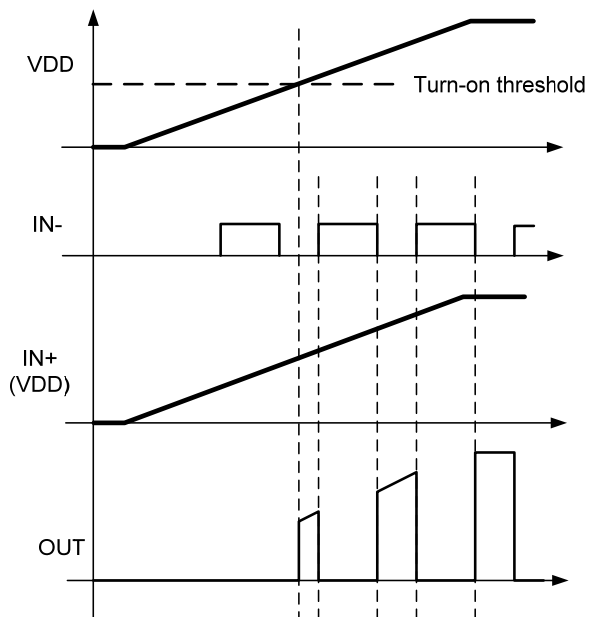 VDD
Turn-on threshold
IN-
IN+
(VDD)
OUT